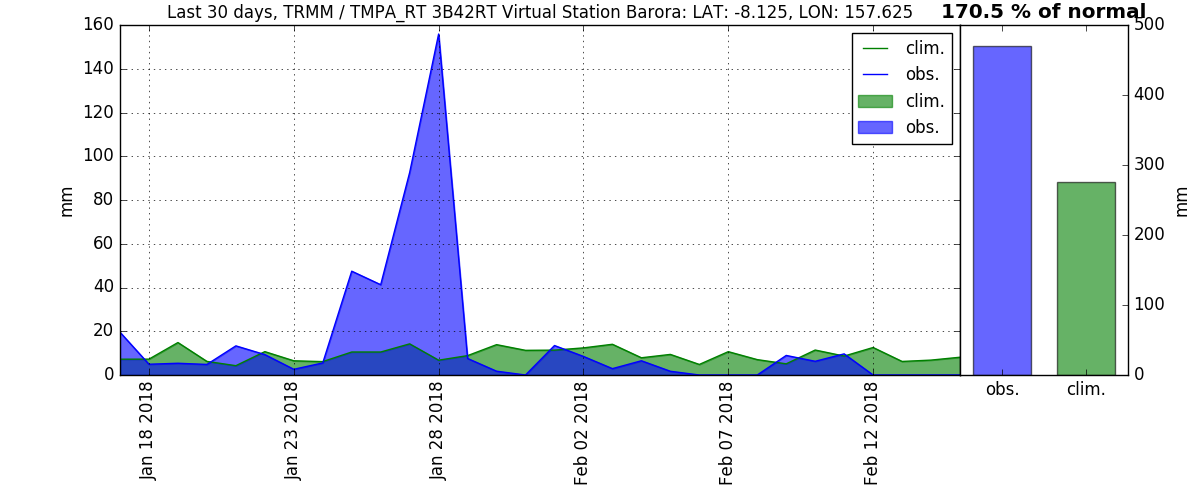 Last 30 days, TRMM / TMPA_RT 3B42RT Virtual Station Barora: LAT: -8.125, LON: 157.625
170.5 % of normal
clim.
obs.
clim.
obs.
mm
160
140
120
100
80
60
40
20
0
Jan 18 2018
Jan 23 2018
Jan 28 2018
Feb 02 2018
Feb 07 2018
Feb 12 2018
500
400
300
200
100
0
mm
obs.
clim.